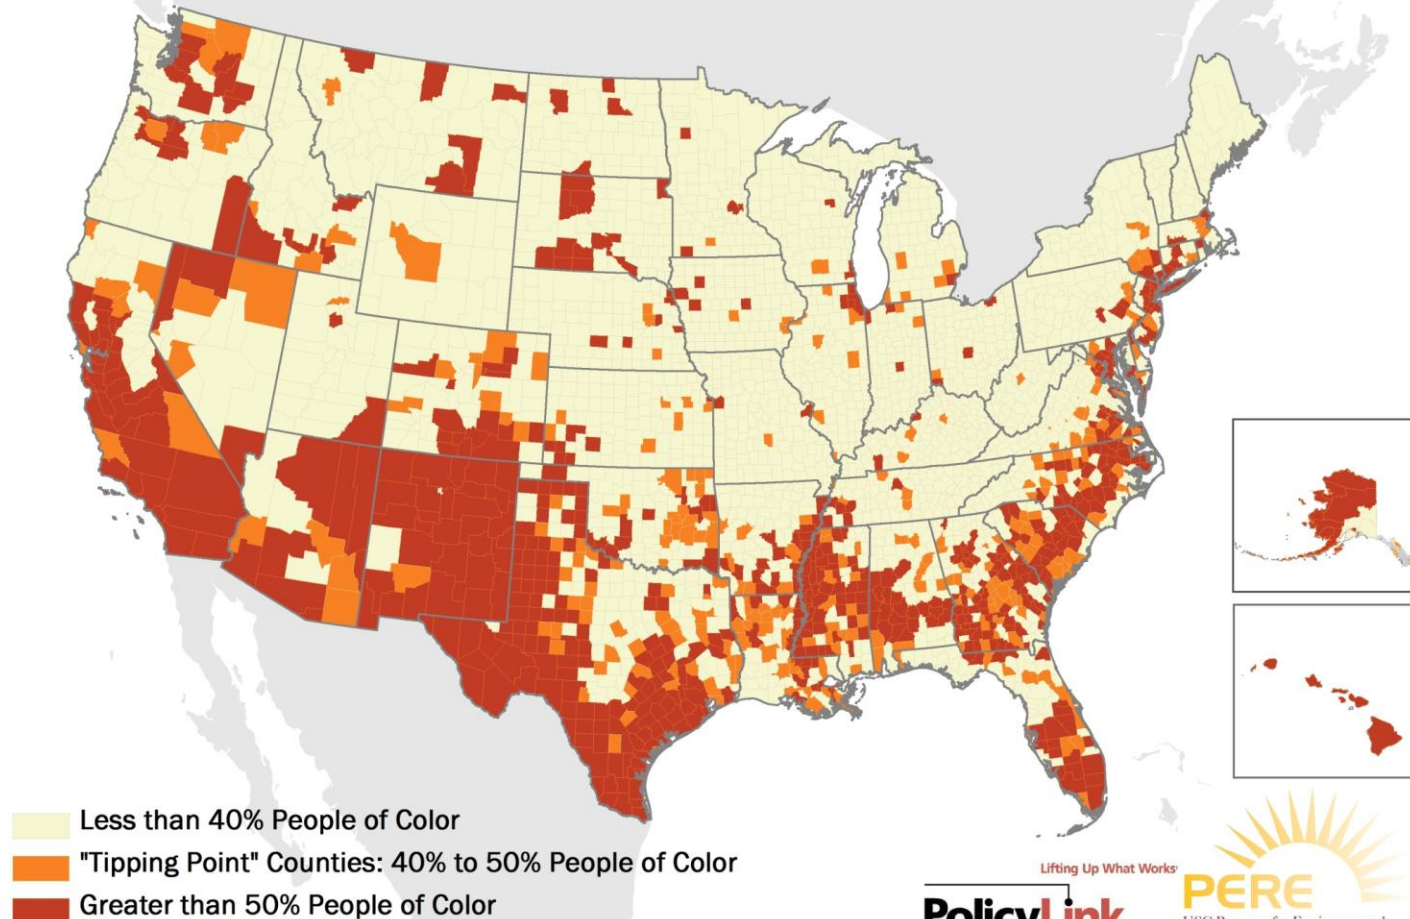 Less than 40% People of Color
"Tipping Point" Counties: 40% to 50% People of Color
Greater than 50% People of Color
Lifting Up What Works
PolicyLink
PERE